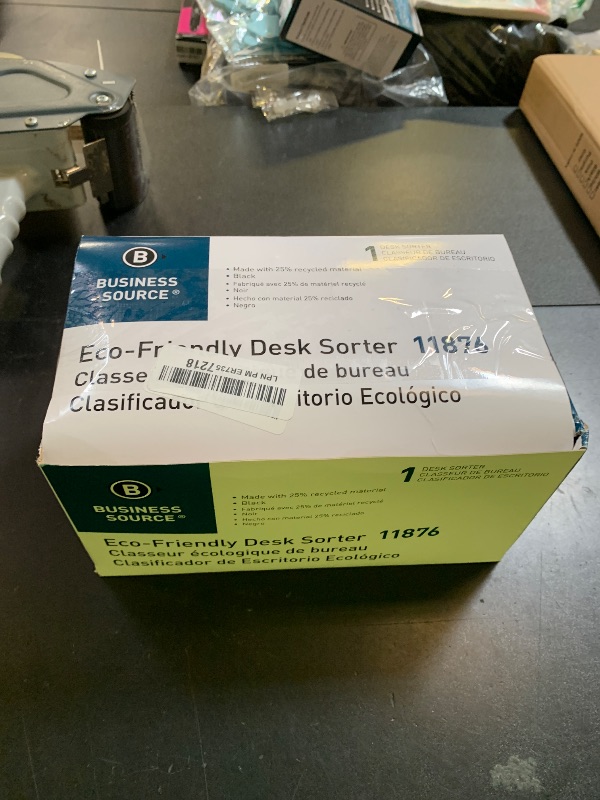 B
BUSINESS
SOURCE®
• Made with 25% recycled material
• Black
• Fabriqué avec 25% de matériel recyclé
• Noir
• Hecho con material 25% reciclado
• Negro
1 DESK SORTER
CLASSEUR DE BUREAU
CLASIFICADOR DE ESCRITORIO
Eco-Friendly Desk Sorter 11876
Classe de bureau
Clasificado itorio Ecológico
LPN PM ER7357218
B
BUSINESS
SOURCE®
• Made with 25% recycled material
• Black
• Fabriqué avec 25% de matériel recyclé
• Noir
• Hecho con material 25% reciclado
• Negro
1 DESK SORTER
CLASSEUR DE BUREAU
CLASIFICADOR DE ESCRITORIO
Eco-Friendly Desk Sorter 11876
Classeur écologique de bureau
Clasificador de Escritorio Ecológico